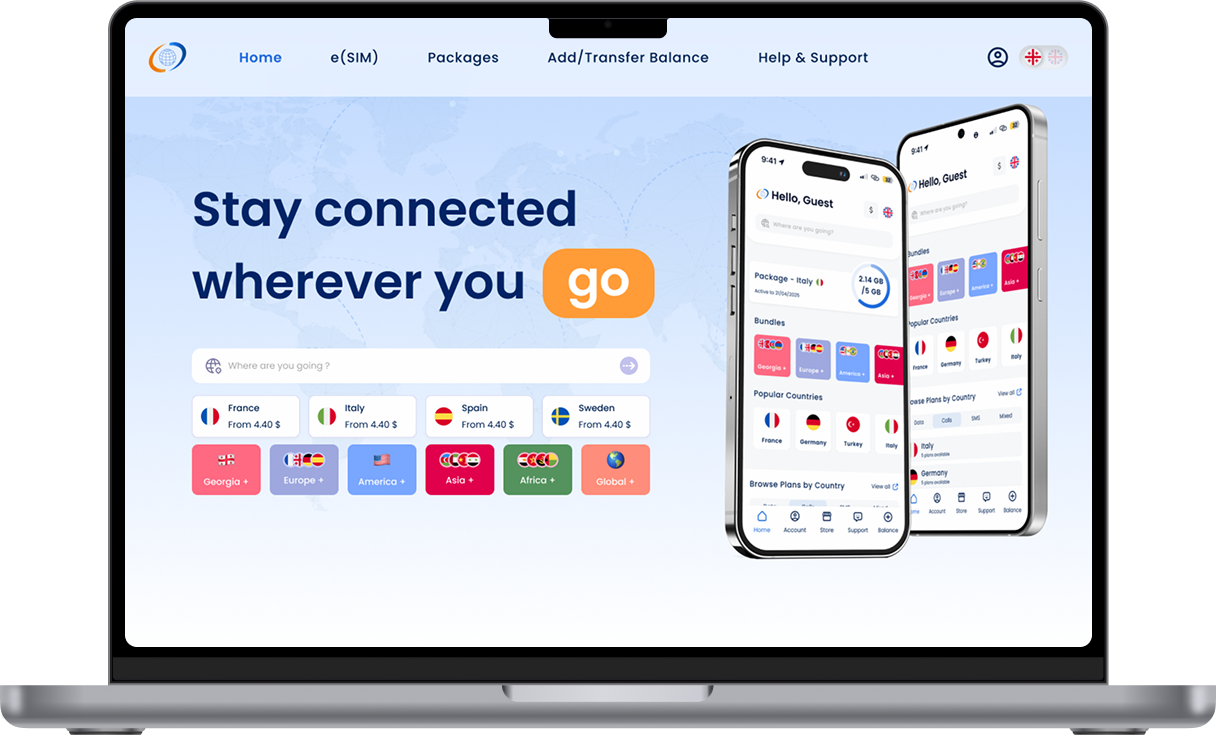 Home e(SIM) Packages Add/Transfer Balance Help & Support
Stay connected
wherever you go
Where are you going ?
France
From 4.40 $
Italy
From 4.40 $
Spain
From 4.40 $
Sweden
From 4.40 $
Georgia +
Europe +
America +
Asia +
Africa +
Global +
9:41
Hello, Guest
$
Where are you going?
Package - Italy
Active to 31/04/2025
2.14 GB
/5 GB
Bundles
Georgia +
Europe +
America +
Asia +
Popular Countries
France
Germany
Turkey
Italy
Browse Plans by Country
View all
Home
Account
Store
Support
Balance
9:41
Hello, Guest
$
Where are you going?
Bundles
Georgia +
Europe +
America +
Asia +
Popular Countries
France
Germany
Turkey
Italy
owse Plans by Country
View all
Data
Calls
SMS
Mixed
Italy
5 plans available
Germany
5 plans available
Account
Store
Support
Balance